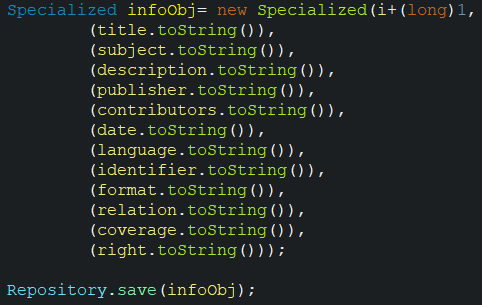 Specialized infoObj= new Specialized(i+(long)1,
        (title.toString()),
        (subject.toString()),
        (description.toString()),
        (publisher.toString()),
        (contributors.toString()),
        (date.toString()),
        (language.toString()),
        (identifier.toString()),
        (format.toString()),
        (relation.toString()),
        (coverage.toString()),
        (right.toString()));
Repository.save(infoObj);